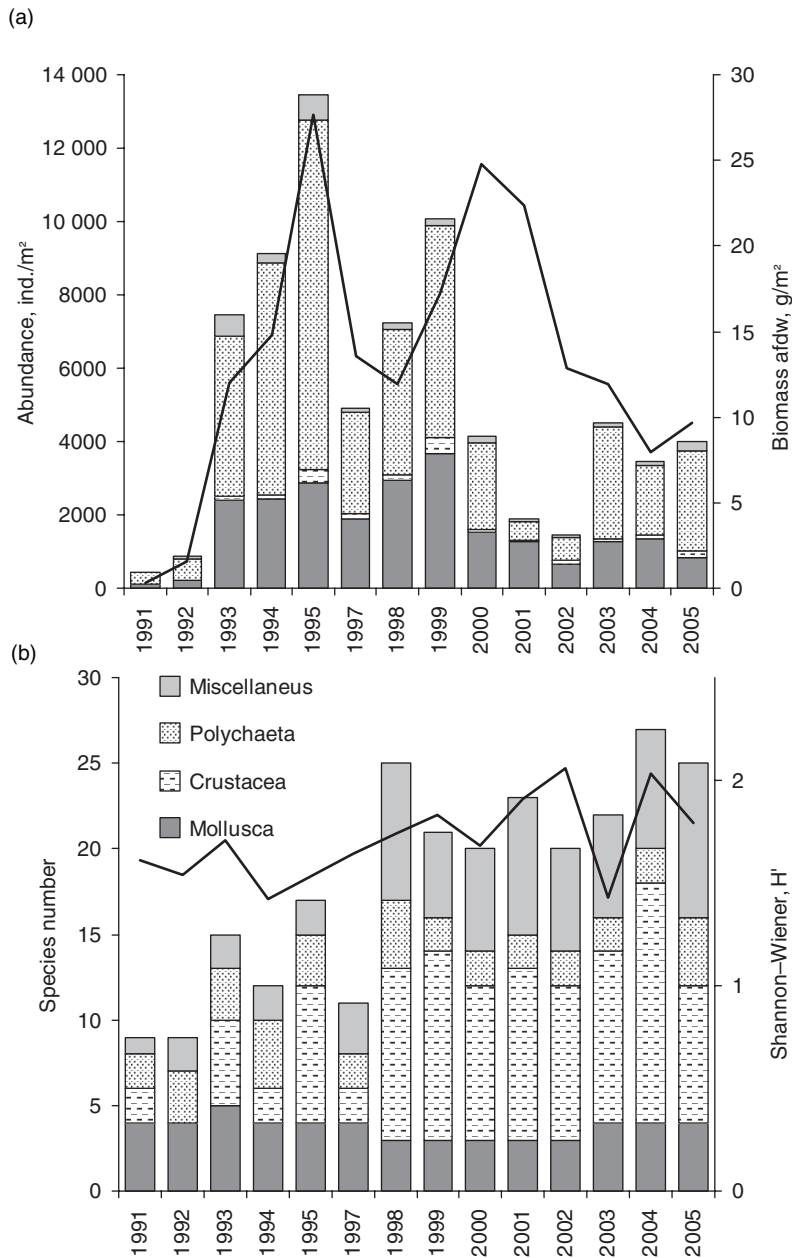 (a)
14 000
12 000
10 000
8000
6000
4000
2000
0
Abundance, ind./m²
30
25
20
15
10
5
0
Biomass afdw, g/m²
1991 1992 1993 1994 1995 1997 1998 1999 2000 2001 2002 2003 2004 2005
(b)
30
25
20
15
10
5
0
Species number
Miscellaneus
Polychaeta
Crustacea
Mollusca
2
1
0
Shannon–Wiener, H'
1991 1992 1993 1994 1995 1997 1998 1999 2000 2001 2002 2003 2004 2005